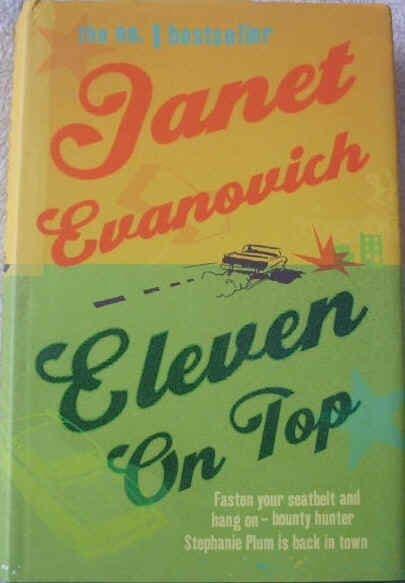 the no. 1 bestseller
Janet
Evanovich
Eleven
On Top
Fasten your seatbelt and
hang on – bounty hunter
Stephanie Plum is back in town